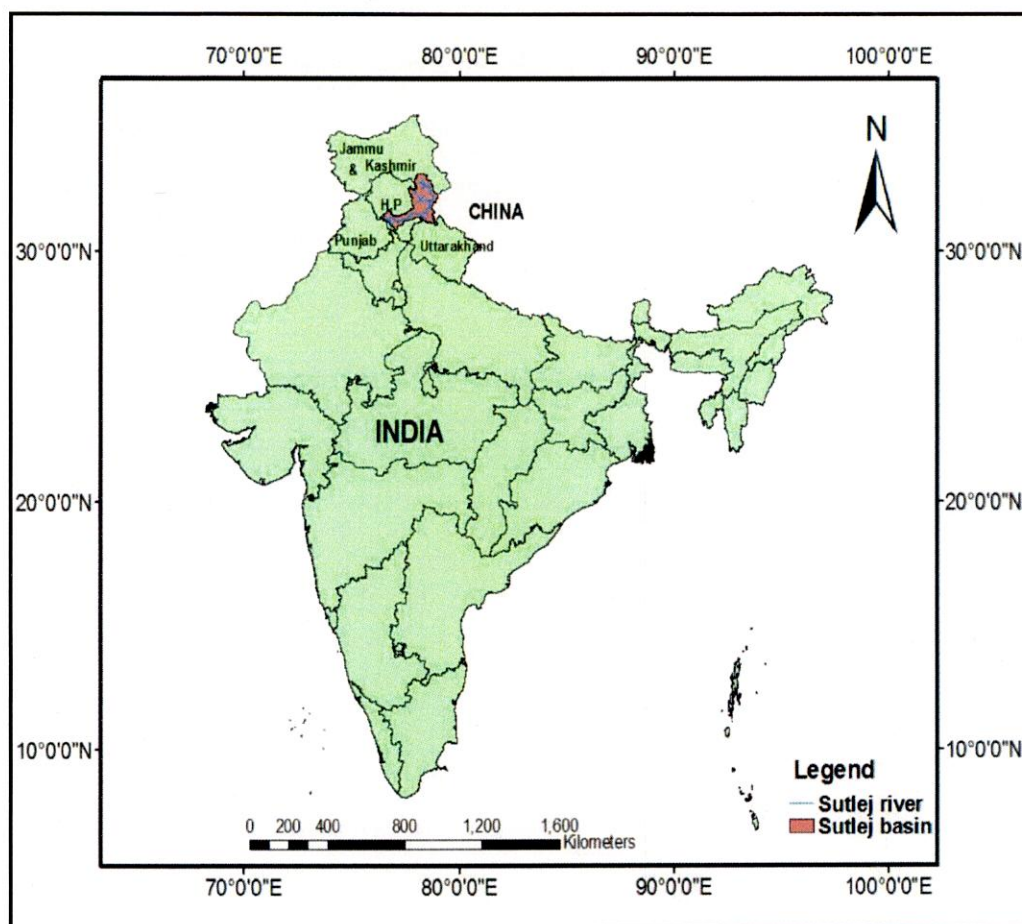 70°0'0"E 80°0'0"E 90°0'0"E 100°0'0"E
N
Jammu
& Kashmir
H.P
CHINA
Punjab
Uttarakhand
30°0'0"N 30°0'0"N
INDIA
20°0'0"N 20°0'0"N
10°0'0"N 10°0'0"N
Legend
Sutlej river
Sutlej basin
0 200 400 800 1,200 1,600
Kilometers
70°0'0"E 80°0'0"E 90°0'0"E 100°0'0"E